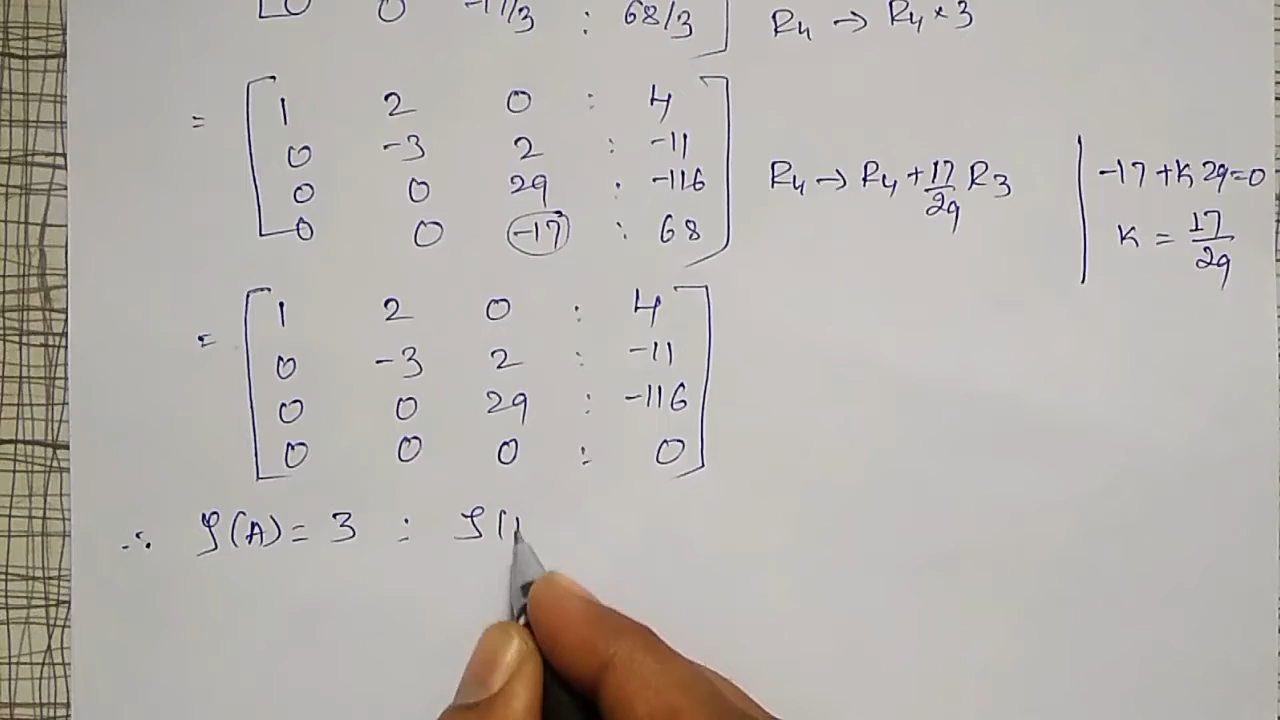 0 0 -17/3 : 68/3 R4 → R4 × 3
= 1 2 0 : 4
0 -3 2 : -11
0 0 29 : -116 R4 → R4 + 17/29 R3
0 0 -17 : 68
-17 + K 29 = 0
K = 17/29
= 1 2 0 : 4
0 -3 2 : -11
0 0 29 : -116
0 0 0 : 0
∴ ρ(A) = 3 : ρ(